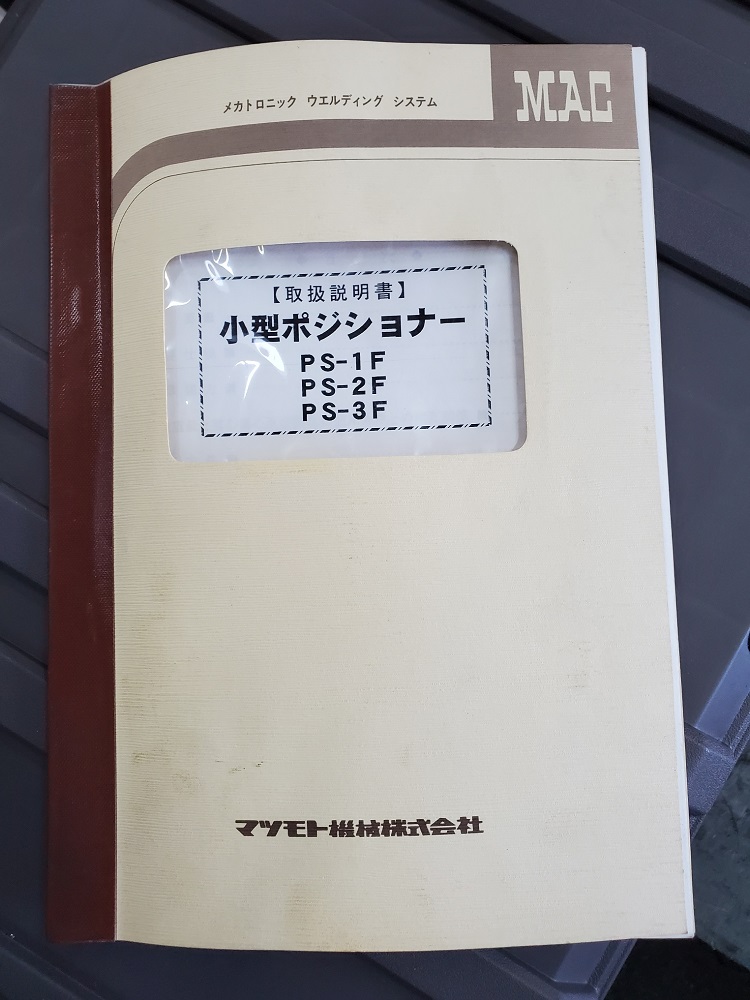 メカトロニック ウエルディング システム
MAC
【取扱説明書】
小型ポジショナー
PS-1F
PS-2F
PS-3F
マツモト機械株式会社